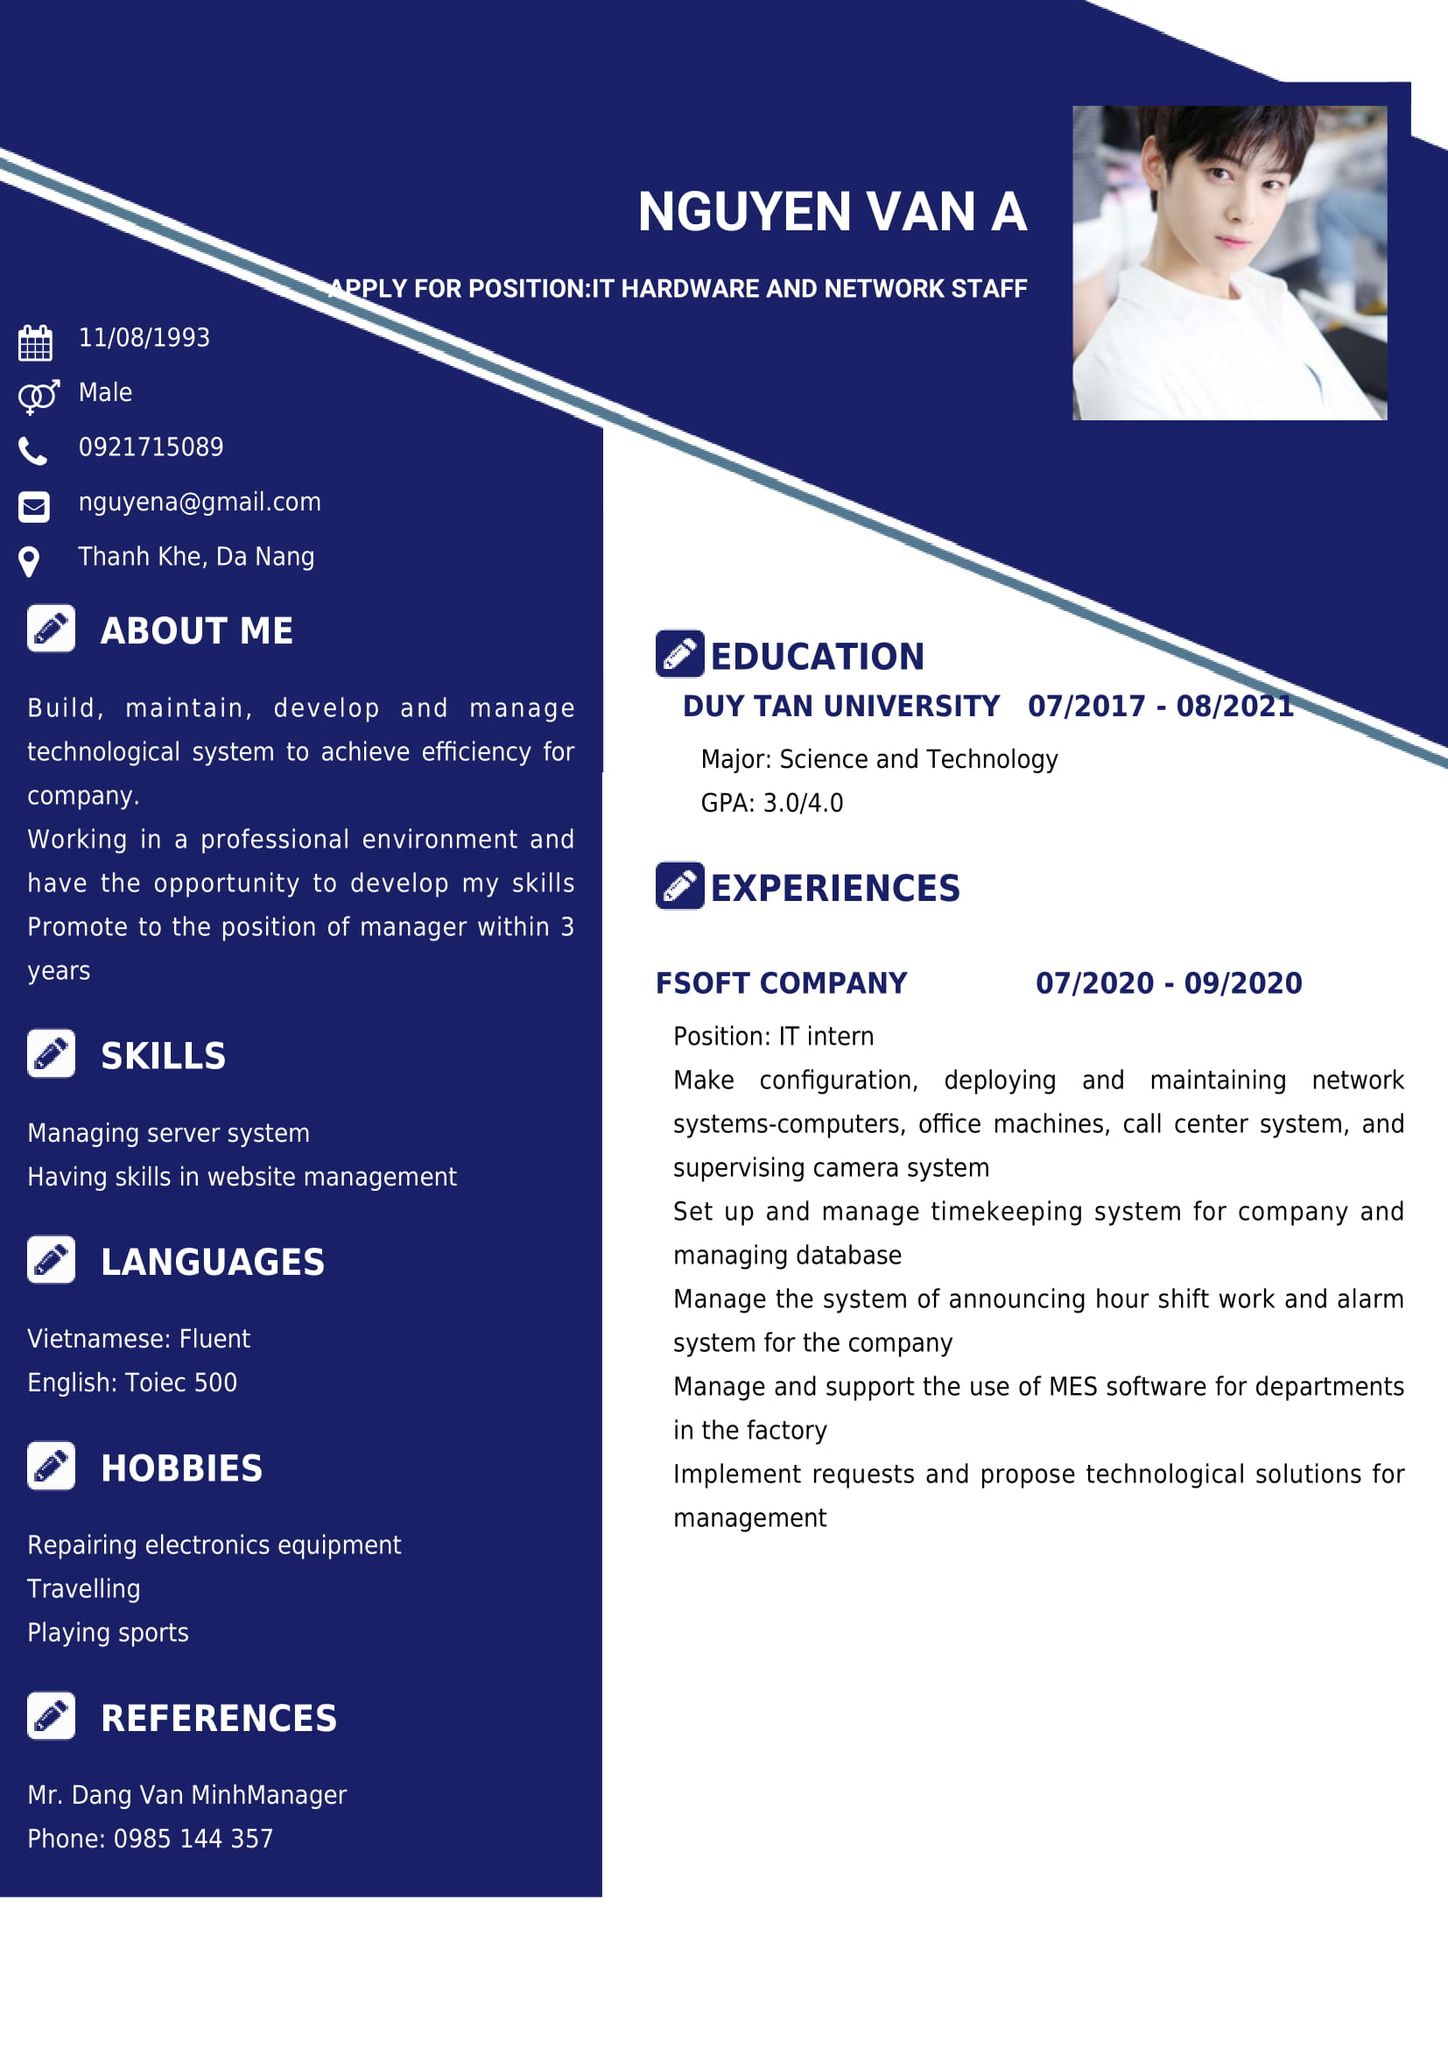 NGUYEN VAN A
APPLY FOR POSITION:IT HARDWARE AND NETWORK STAFF
11/08/1993
Male
0921715089
nguyena@gmail.com
Thanh Khe, Da Nang
ABOUT ME
Build, maintain, develop and manage
technological system to achieve efficiency for
company.
Working in a professional environment and
have the opportunity to develop my skills
Promote to the position of manager within 3
years
SKILLS
Managing server system
Having skills in website management
LANGUAGES
Vietnamese: Fluent
English: Toiec 500
HOBBIES
Repairing electronics equipment
Travelling
Playing sports
REFERENCES
Mr. Dang Van MinhManager
Phone: 0985 144 357
EDUCATION
DUY TAN UNIVERSITY 07/2017 - 08/2021
Major: Science and Technology
GPA: 3.0/4.0
EXPERIENCES
FSOFT COMPANY 07/2020 - 09/2020
Position: IT intern
Make configuration, deploying and maintaining network
systems-computers, office machines, call center system, and
supervising camera system
Set up and manage timekeeping system for company and
managing database
Manage the system of announcing hour shift work and alarm
system for the company
Manage and support the use of MES software for departments
in the factory
Implement requests and propose technological solutions for
management